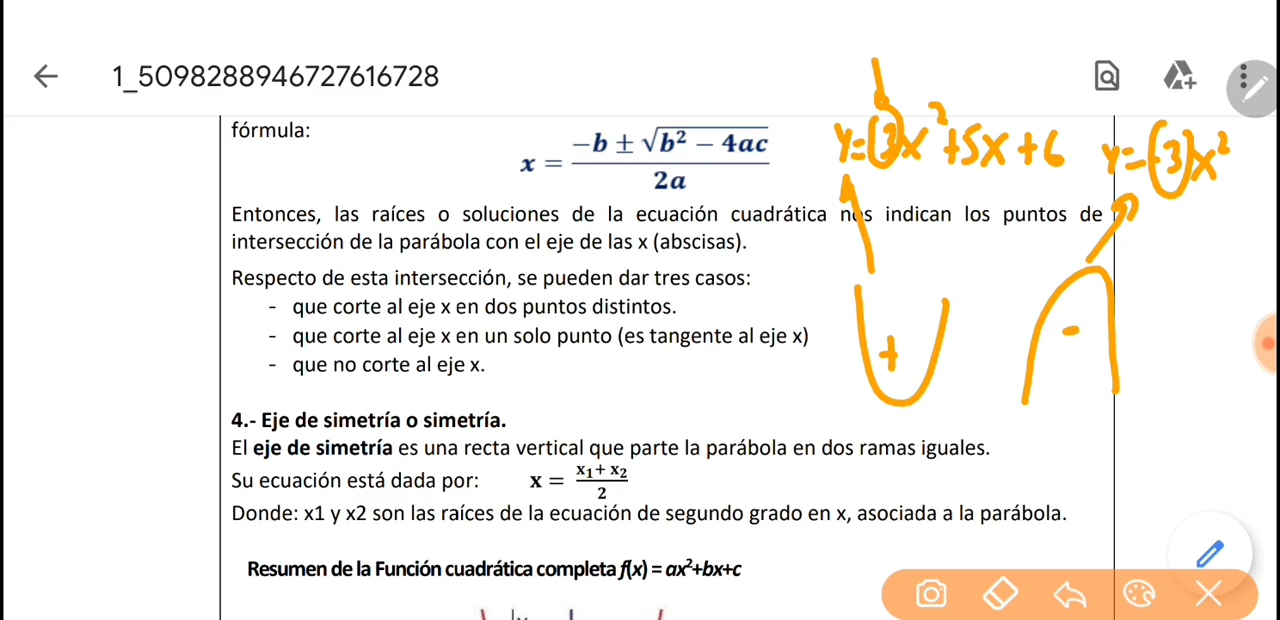 1_5098288946727616728
fórmula:
x = −b ± √b² − 4ac / 2a
y=(3)x²+5x+6
y=(-3)x²
Entonces, las raíces o soluciones de la ecuación cuadrática nos indican los puntos de
intersección de la parábola con el eje de las x (abscisas).
Respecto de esta intersección, se pueden dar tres casos:
- que corte al eje x en dos puntos distintos.
- que corte al eje x en un solo punto (es tangente al eje x)
- que no corte al eje x.
+
-
4.- Eje de simetría o simetría.
El eje de simetría es una recta vertical que parte la parábola en dos ramas iguales.
Su ecuación está dada por: x = x₁+ x₂ / 2
Donde: x1 y x2 son las raíces de la ecuación de segundo grado en x, asociada a la parábola.
Resumen de la Función cuadrática completa f(x) = ax²+bx+c